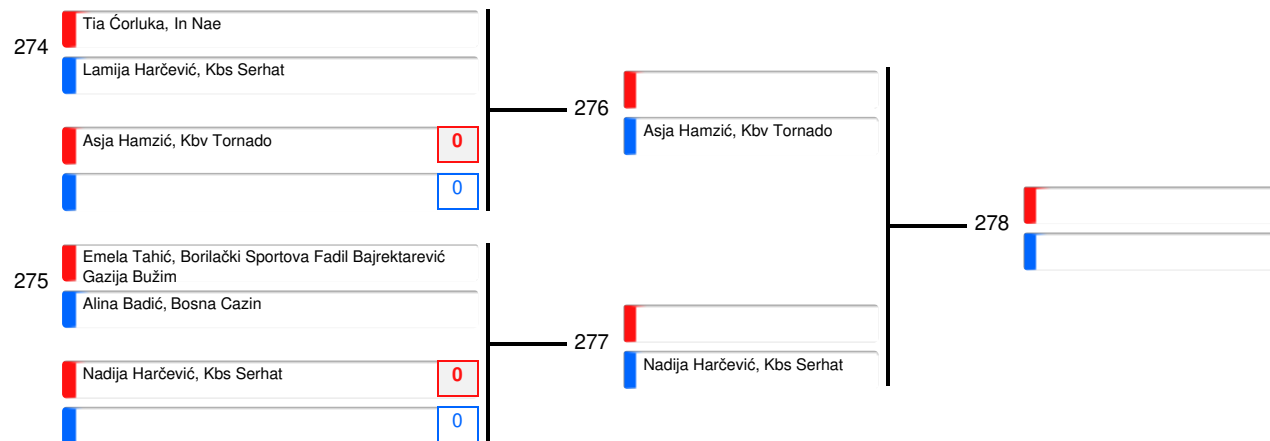 274
Tia Ćorluka, In Nae
Lamija Harčević, Kbs Serhat
Asja Hamzić, Kbv Tornado
0
0
275
Emela Tahić, Borilački Sportova Fadil Bajrektarević
Gazija Bužim
Alina Badić, Bosna Cazin
Nadija Harčević, Kbs Serhat
0
0
276
Asja Hamzić, Kbv Tornado
277
Nadija Harčević, Kbs Serhat
278